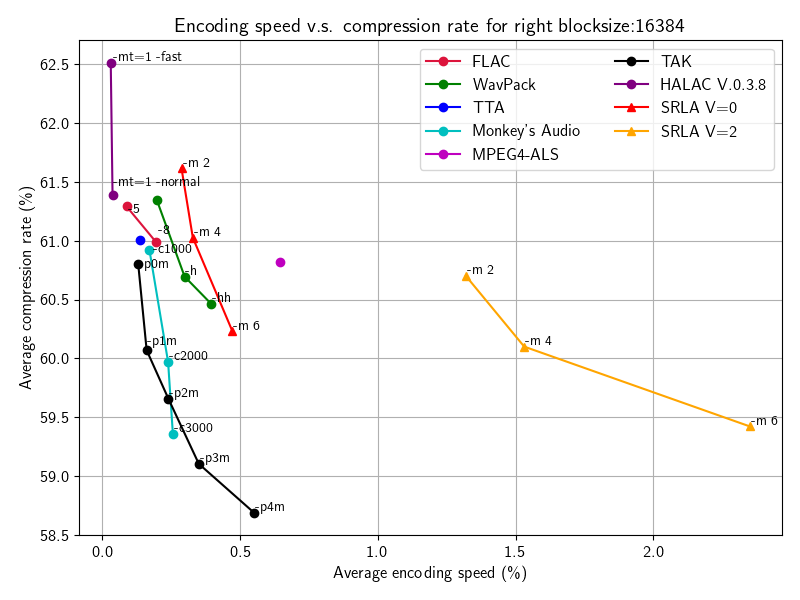 Encoding speed v.s. compression rate for right blocksize:16384
Average compression rate (%)
62.5
62.0
61.5
61.0
60.5
60.0
59.5
59.0
58.5
0.0
0.5
1.0
1.5
2.0
Average encoding speed (%)
FLAC
WavPack
TTA
Monkey's Audio
MPEG4-ALS
TAK
HALAC V.0.3.8
SRLA V=0
SRLA V=2
-mt=1 -fast
-mt=1 -normal
-5
-8
-h
-hh
-c1000
-c2000
-c3000
-p0m
-p1m
-p2m
-p3m
-p4m
-m 2
-m 4
-m 6
-m 2
-m 4
-m 6